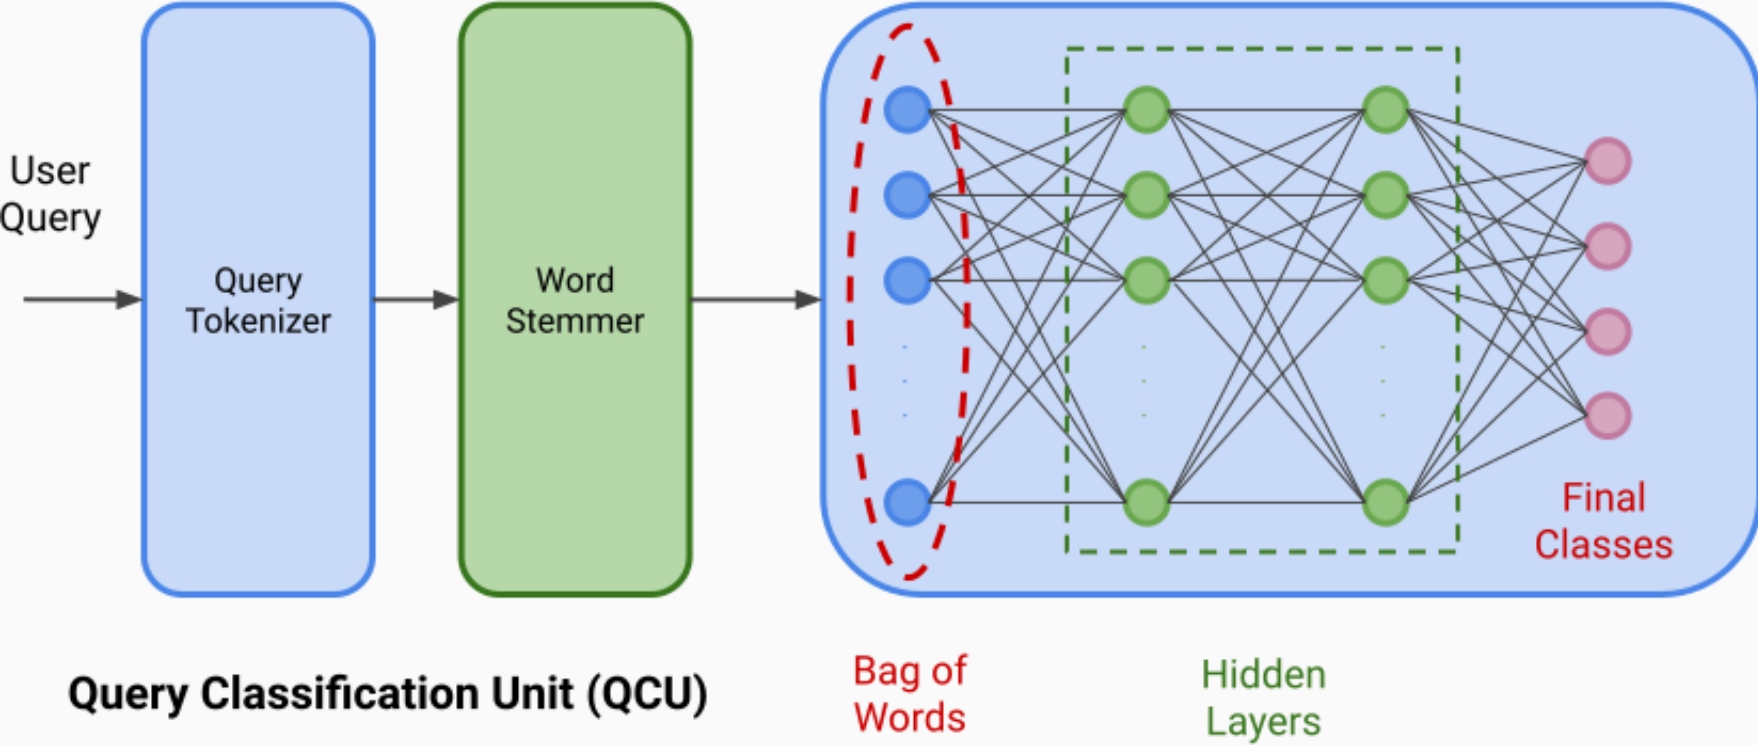 User
Query
Query
Tokenizer
Word
Stemmer
Final
Classes
Query Classification Unit (QCU)
Bag of
Words
Hidden
Layers